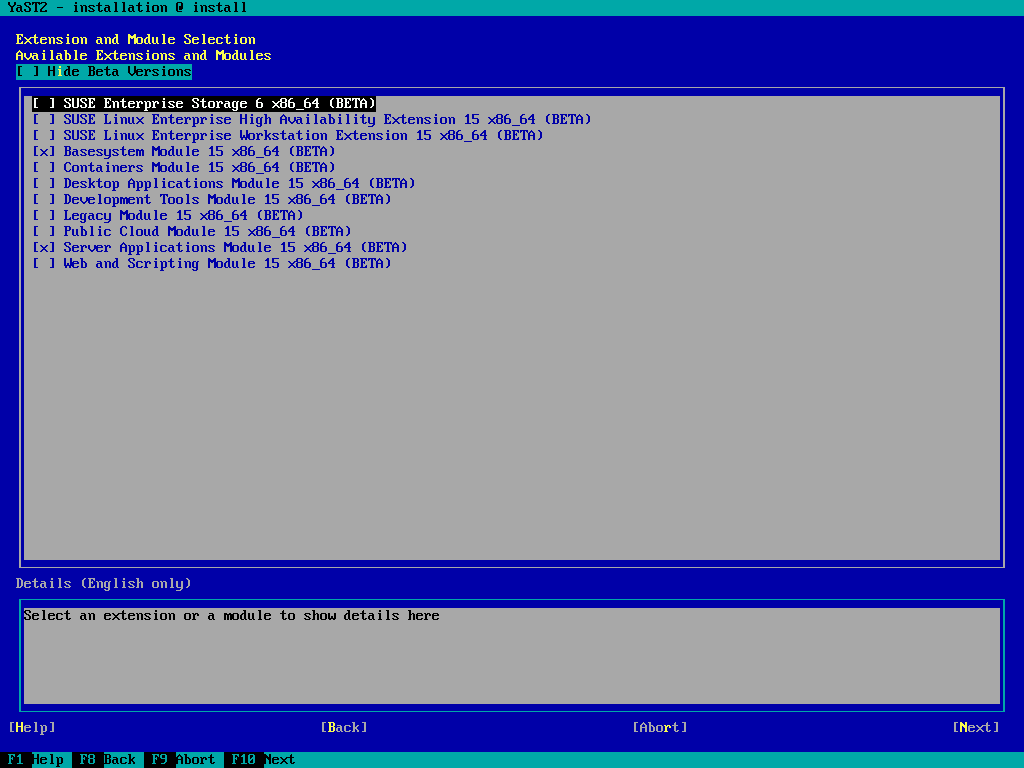 YaST2 - installation @ install
Extension and Module Selection
Available Extensions and Modules
[ ] Hide Beta Versions
[ ] SUSE Enterprise Storage 6 x86_64 (BETA)
[ ] SUSE Linux Enterprise High Availability Extension 15 x86_64 (BETA)
[ ] SUSE Linux Enterprise Workstation Extension 15 x86_64 (BETA)
[x] Basesystem Module 15 x86_64 (BETA)
[ ] Containers Module 15 x86_64 (BETA)
[ ] Desktop Applications Module 15 x86_64 (BETA)
[ ] Development Tools Module 15 x86_64 (BETA)
[ ] Legacy Module 15 x86_64 (BETA)
[ ] Public Cloud Module 15 x86_64 (BETA)
[x] Server Applications Module 15 x86_64 (BETA)
[ ] Web and Scripting Module 15 x86_64 (BETA)
Details (English only)
Select an extension or a module to show details here
[Help] [Back] [Abort] [Next]
F1 Help F8 Back F9 Abort F10 Next